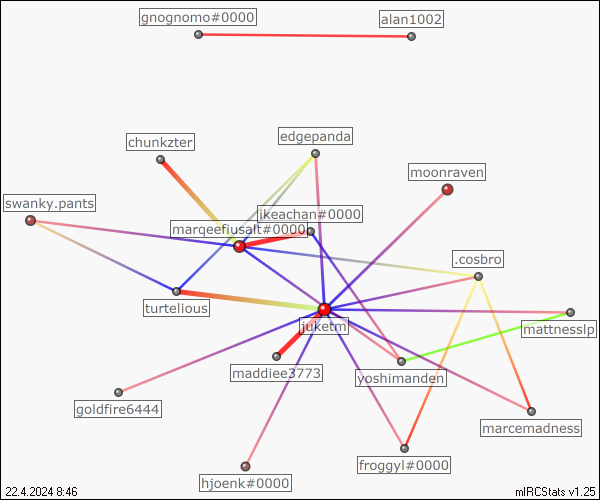 gnognomo#0000
alan1002
chunkzter
edgepanda
moonraven
swanky.pants
ikeachan#0000
marqeefiusalt#0000
.cosbro
turtelious
juketm
mattnesslp
maddiee3773
yoshimanden
goldfire6444
marcemadness
froggyl#0000
hjoenk#0000
22.4.2024 8:46
mIRCStats v1.25